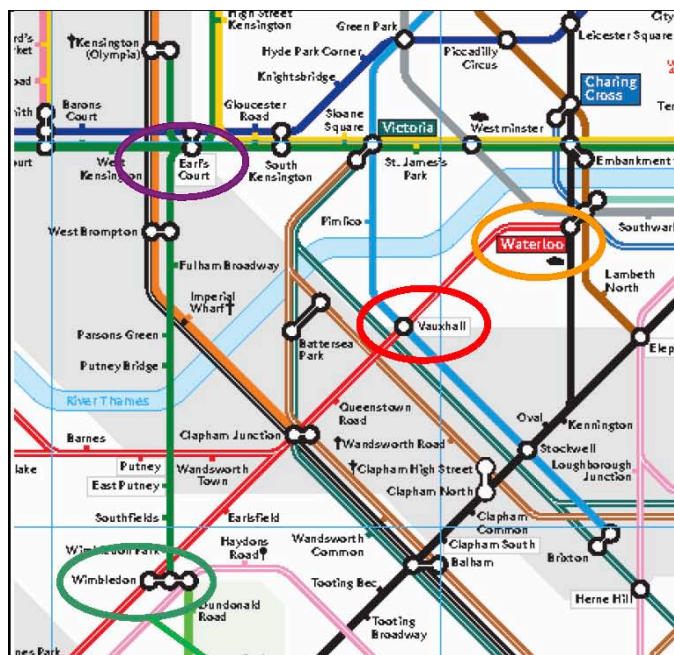 High Street
Kensington
Green Park
Leicester Square
Kensington
(Olympia)
Hyde Park Corner
Piccadilly
Circus
Knightsbridge
Charing
Cross
Barons
Court
Gloucester
Road
Sloane
Square
Victoria
Westminster
West
Kensington
Earl's
Court
South
Kensington
St. James's
Park
Embankment
Pimlico
West Brompton
Waterloo
Southwark
Fulham Broadway
Lambeth
North
Imperial
Wharf
Vauxhall
Parsons Green
Battersea
Park
Putney Bridge
River Thames
Queenstown
Road
Oval
Kennington
Barnes
Clapham Junction
Wandsworth Road
Stockwell
lake
Putney
Wandsworth
Town
Clapham High Street
Loughborough
Junction
East Putney
Clapham North
Southfields
Earlsfield
Wandsworth
Common
Clapham
Common
Wimbledon Park
Haydons
Road
Clapham South
Brixton
Wimbledon
Tooting Bec
Balham
Herne Hill
Dundonald
Road
Tooting
Broadway
nes Park